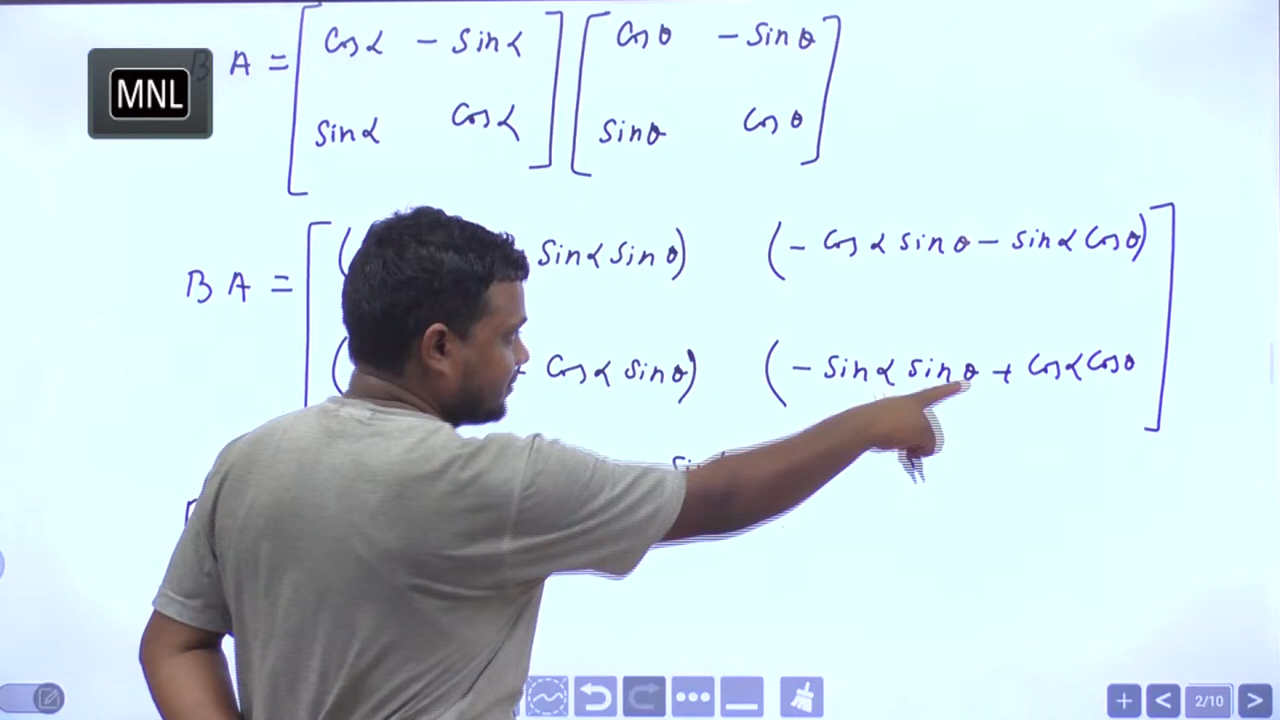 B A = [ cosα - sinα ] [ cosθ - sinθ ]
MNL
sinα cosα sinθ cosθ
B A = [ ( sinα sinθ) (- cosα sinθ - sinα cosθ) ]
( + cosα sinθ) (- sinα sinθ + cosα cosθ
2/10